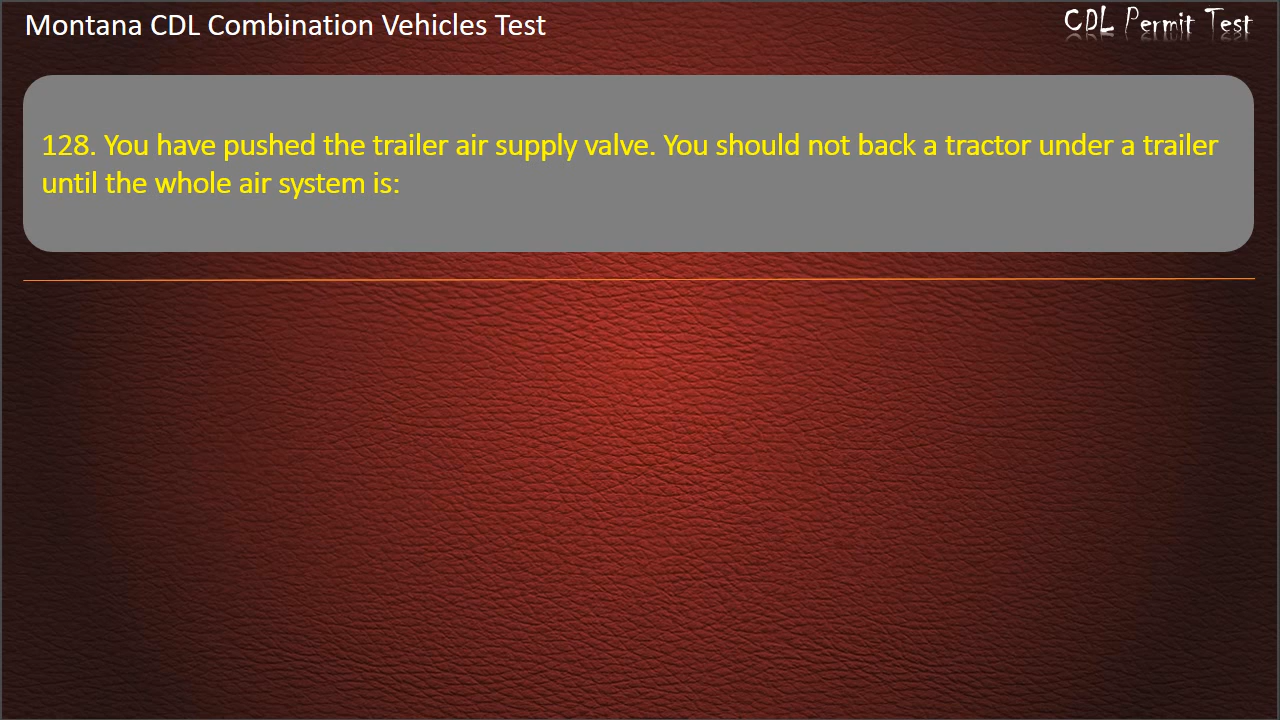 Montana CDL Combination Vehicles Test
CDL Permit Test
128. You have pushed the trailer air supply valve. You should not back a tractor under a trailer
until the whole air system is: